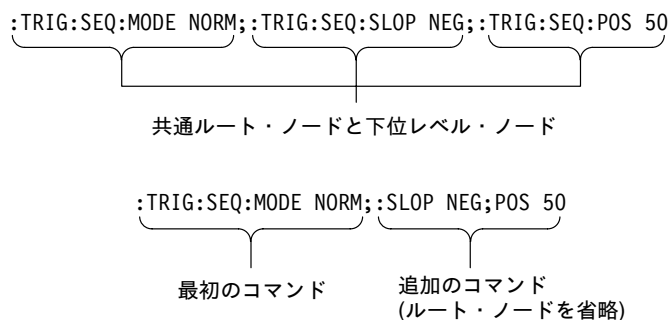 :TRIG:SEQ:MODE NORM;:TRIG:SEQ:SLOP NEG;:TRIG:SEQ:POS 50
共通ルート・ノードと下位レベル・ノード
:TRIG:SEQ:MODE NORM;:SLOP NEG;POS 50
最初のコマンド
追加のコマンド
(ルート・ノードを省略)